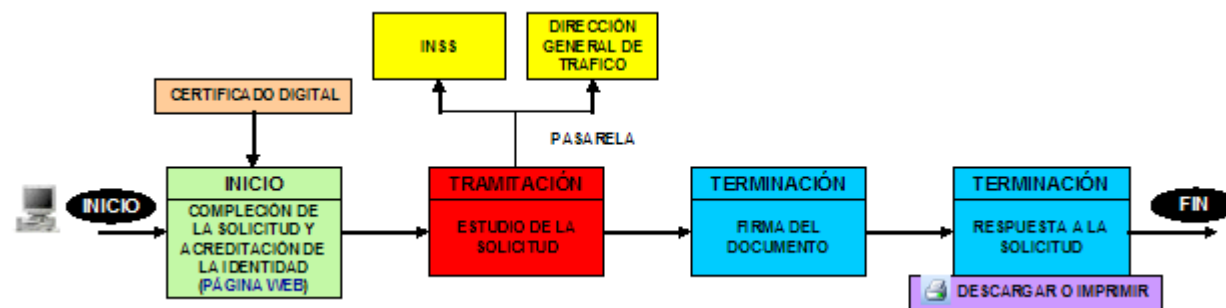 INSS
DIRECCIÓN
GENERAL DE
TRAFICO
CERTIFICADO DIGITAL
PASARELA
INICIO
INICIO
COMPLECIÓN DE
LA SOLICITUD Y
ACREDITACIÓN DE
LA IDENTIDAD
(PÁGINA WEB)
TRAMITACIÓN
ESTUDIO DE LA
SOLICITUD
TERMINACIÓN
FIRMA DEL
DOCUMENTO
TERMINACIÓN
RESPUESTA A LA
SOLICITUD
DESCARGAR O IMPRIMIR
FIN